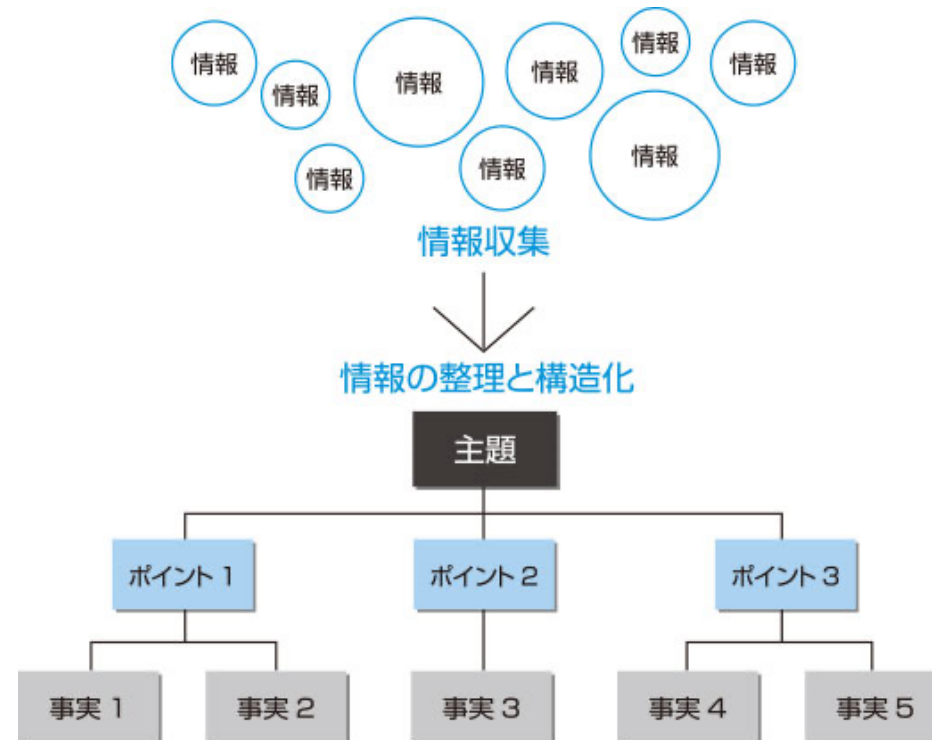 情報
情報
情報
情報
情報
情報
情報
情報
情報
情報収集
情報の整理と構造化
主題
ポイント1
ポイント2
ポイント3
事実1
事実2
事実3
事実4
事実5